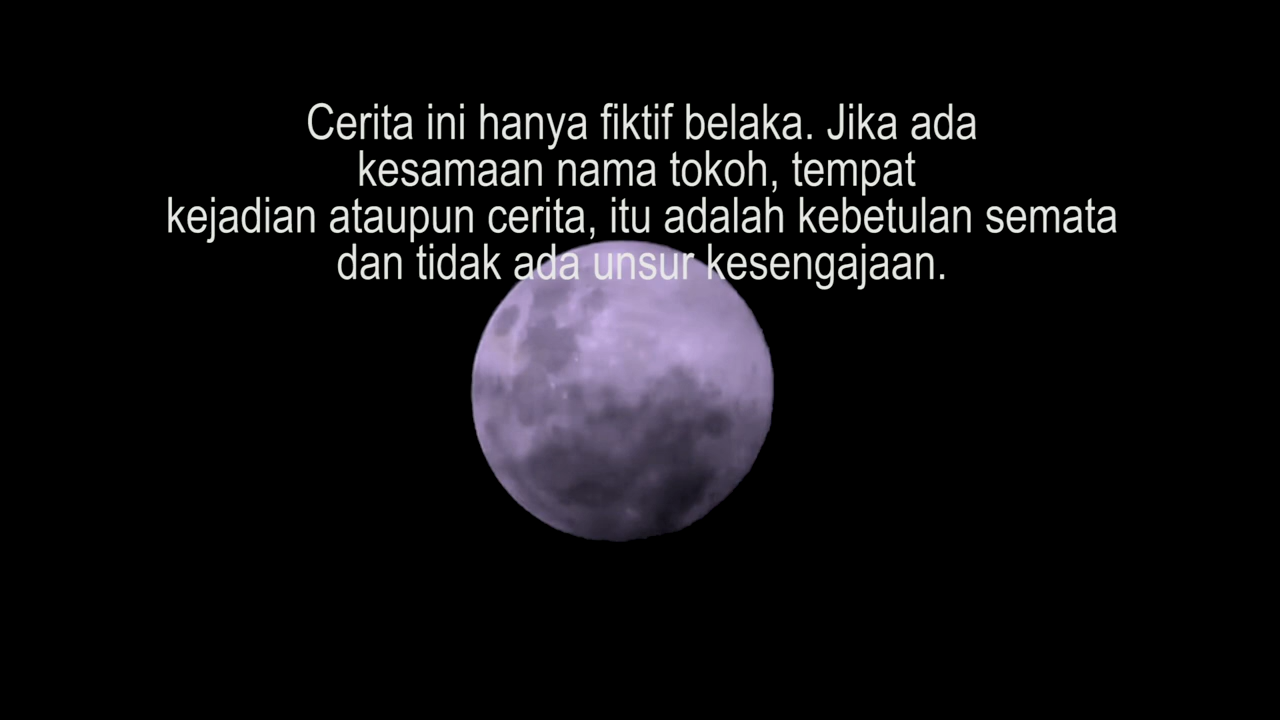 Cerita ini hanya fiktif belaka. Jika ada
kesamaan nama tokoh, tempat
kejadian ataupun cerita, itu adalah kebetulan semata
dan tidak ada unsur kesengajaan.